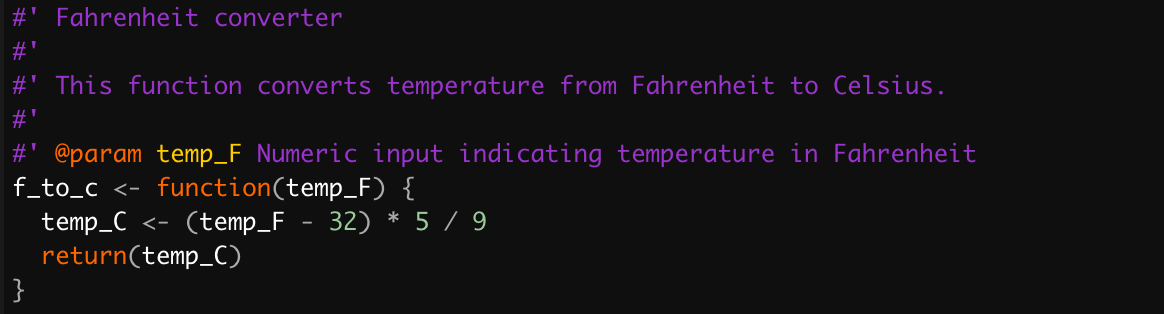 #' Fahrenheit converter
#'
#' This function converts temperature from Fahrenheit to Celsius.
#'
#' @param temp_F Numeric input indicating temperature in Fahrenheit
f_to_c <- function(temp_F) {
  temp_C <- (temp_F - 32) * 5 / 9
  return(temp_C)
}